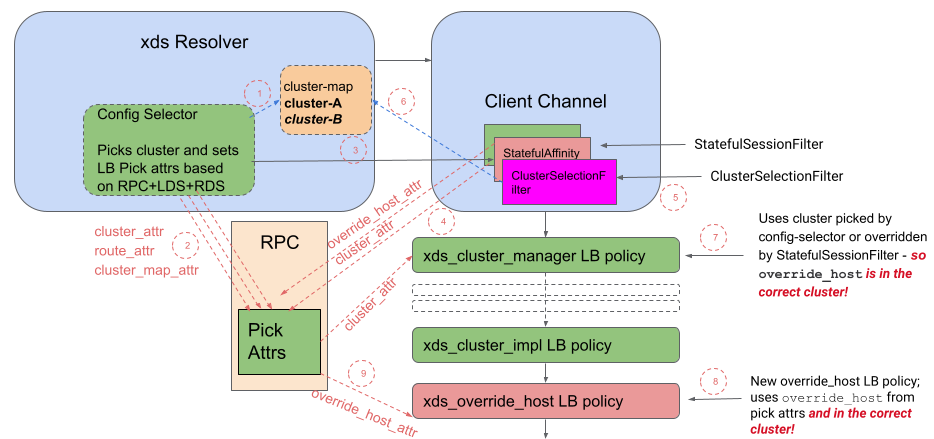 xds Resolver
cluster-map
cluster-A
cluster-B
Config Selector
Picks cluster and sets
LB Pick attrs based
on RPC+LDS+RDS
1
6
3
Client Channel
StatefulAffinity
ClusterSelectionF
ilter
StatefulSessionFilter
ClusterSelectionFilter
5
cluster_attr
route_attr
cluster_map_attr
2
RPC
Pick
Attrs
override_host_attr
cluster_attr
4
cluster_attr
9
override_host_attr
xds_cluster_manager LB policy
xds_cluster_impl LB policy
xds_override_host LB policy
7
Uses cluster picked by
config-selector or overridden
by StatefulSessionFilter - so
override_host is in the
correct cluster!
8
New override_host LB policy;
uses override_host from
pick attrs and in the correct
cluster!